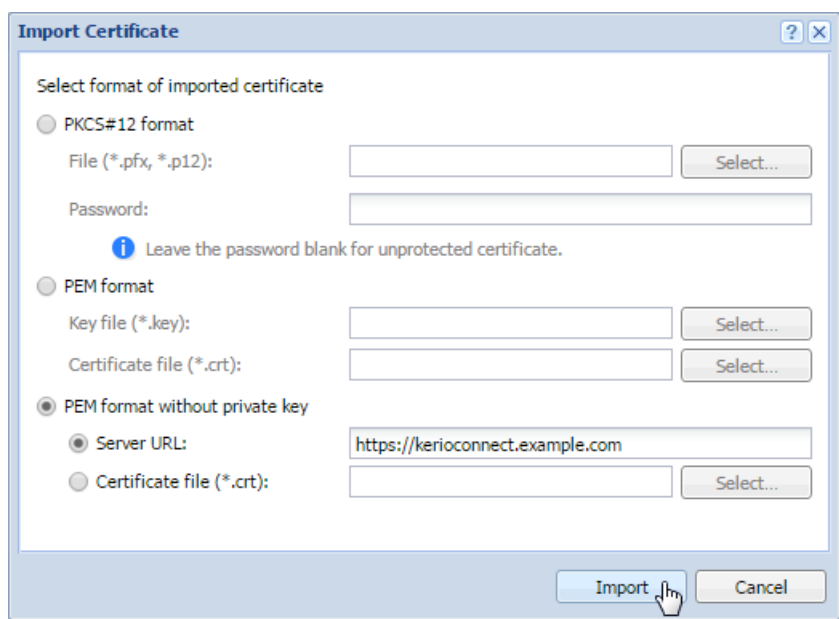 Import Certificate
?
Select format of imported certificate
PKCS#12 format
File (*.pfx, *.p12): Select...
Password:
i Leave the password blank for unprotected certificate.
PEM format
Key file (*.key): Select...
Certificate file (*.crt): Select...
PEM format without private key
Server URL: https://kerioconnect.example.com
Certificate file (*.crt): Select...
Import Cancel